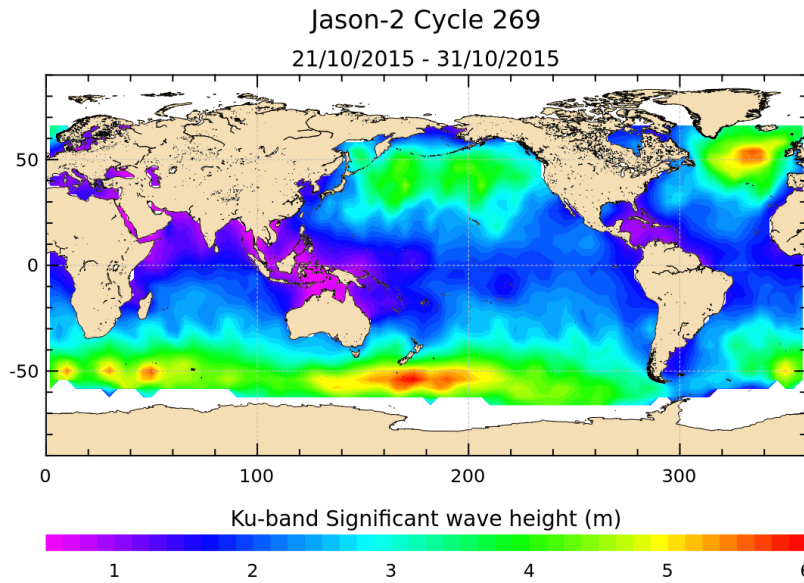 Jason-2 Cycle 269
21/10/2015 - 31/10/2015
50
0
-50
0 100 200 300
Ku-band Significant wave height (m)
1 2 3 4 5 6